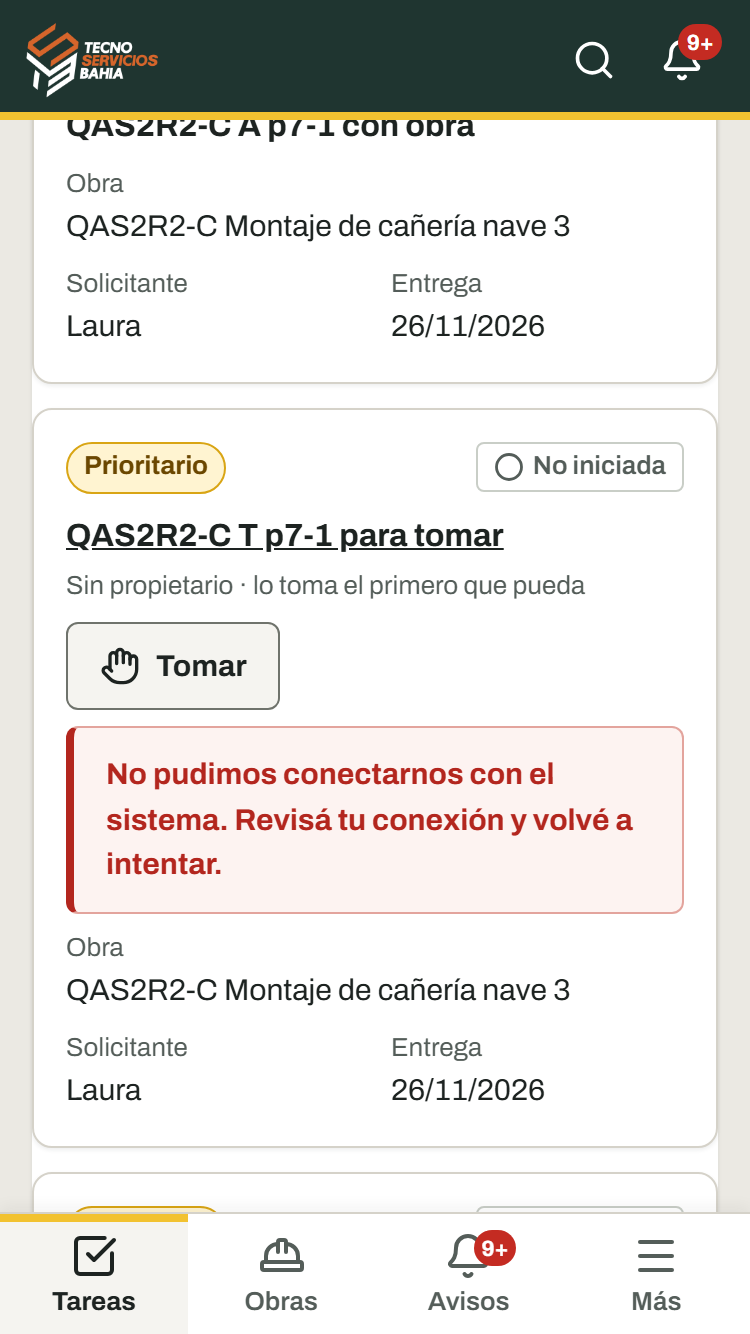 TECNO
SERVICIOS
BAHIA
9+
QAS2R2-C A p7-1 con obra
Obra
QAS2R2-C Montaje de cañería nave 3
Solicitante
Entrega
Laura
26/11/2026
Prioritario
No iniciada
QAS2R2-C T p7-1 para tomar
Sin propietario · lo toma el primero que pueda
Tomar
No pudimos conectarnos con el
sistema. Revisá tu conexión y volvé a
intentar.
Obra
QAS2R2-C Montaje de cañería nave 3
Solicitante
Entrega
Laura
26/11/2026
9+
Tareas
Obras
Avisos
Más